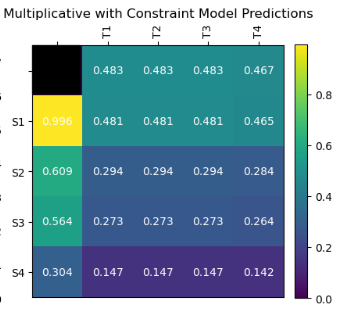 Multiplicative with Constraint Model Predictions
T1 T2 T3 T4
0.483 0.483 0.483 0.467
S1 0.996 0.481 0.481 0.481 0.465
0.8
S2 0.609 0.294 0.294 0.294 0.284
0.6
0.4
S3 0.564 0.273 0.273 0.273 0.264
0.2
S4 0.304 0.147 0.147 0.147 0.142
0.0